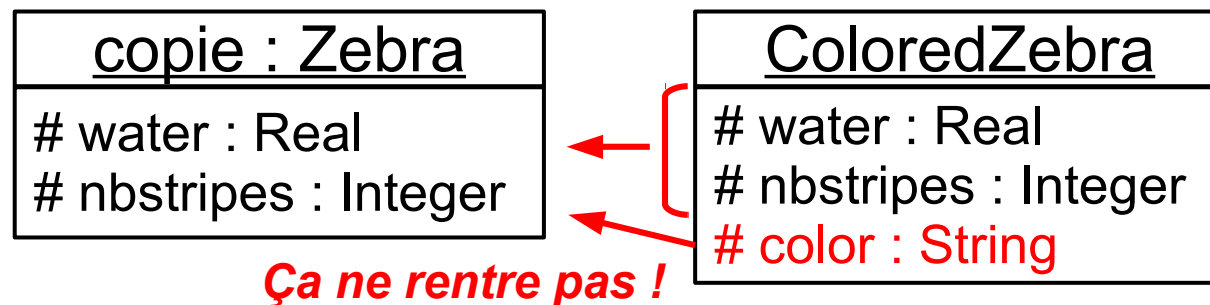 copie : Zebra
# water : Real
# nbstripes : Integer
ColoredZebra
# water : Real
# nbstripes : Integer
# color : String
Ça ne rentre pas !